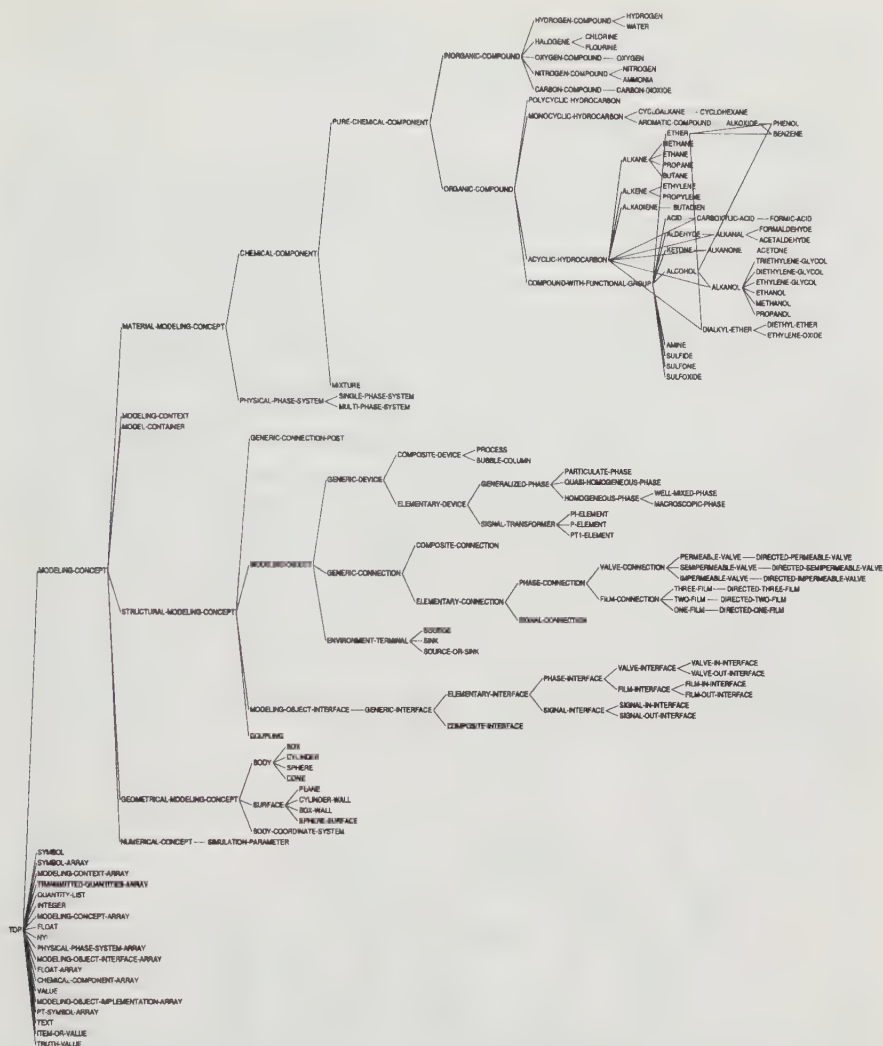 HYDROGEN-COMPOUND HYDROGEN
WATER
HALOGENE CHLORINE
FLOURINE
INORGANIC-COMPOUND OXYGEN-COMPOUND OXYGEN
NITROGEN-COMPOUND NITROGEN
AMMONIA
CARBON-COMPOUND CARBON-DIOXIDE
POLYCYCLIC-HYDROCARBON
MONOCYCLIC-HYDROCARBON CYCLOALKANE CYCLOHEXANE
PURE-CHEMICAL-COMPONENT AROMATIC-COMPOUND ALKOXIDE PHENOL
ETHER BENZENE
METHANE
ALKANE ETHANE
PROPANE
BUTANE
ORGANIC-COMPOUND ALKENE ETHYLENE
PROPYLENE
ALKADIENE BUTADIEN
ACID CARBOXYLIC-ACID FORMIC-ACID
ALDEHYDE ALKANAL FORMALDEHYDE
ACETALDEHYDE
KETONE ALKANONE ACETONE
CHEMICAL-COMPONENT ACYCLIC-HYDROCARBON TRIETHYLENE-GLYCOL
ALCOHOL DIETHYLENE-GLYCOL
COMPOUND-WITH-FUNCTIONAL-GROUP ALKANOL ETHYLENE-GLYCOL
ETHANOL
METHANOL
PROPANOL
MATERIAL-MODELING-CONCEPT DIALKYL-ETHER DIETHYL-ETHER
ETHYLENE-OXIDE
AMINE
SULFIDE
SULFONE
SULFOXIDE
MIXTURE
PHYSICAL-PHASE-SYSTEM SINGLE-PHASE-SYSTEM
MULTI-PHASE-SYSTEM
MODELING-CONTEXT
MODEL-CONTAINER
GENERIC-CONNECTION-POST
COMPOSITE-DEVICE PROCESS
BUBBLE-COLUMN
GENERIC-DEVICE PARTICULATE-PHASE
GENERALIZED-PHASE QUASI-HOMOGENEOUS-PHASE
HOMOGENEOUS-PHASE WELL-MIXED-PHASE
ELEMENTARY-DEVICE MACROSCOPIC-PHASE
PI-ELEMENT
SIGNAL-TRANSFORMER P-ELEMENT
PT1-ELEMENT
COMPOSITE-CONNECTION
PERMEABLE-VALVE DIRECTED-PERMEABLE-VALVE
MODELING-CONCEPT MODELING-OBJECT GENERIC-CONNECTION VALVE-CONNECTION SEMIPERMEABLE-VALVE DIRECTED-SEMIPERMEABLE-VALVE
PHASE-CONNECTION IMPERMEABLE-VALVE DIRECTED-IMPERMEABLE-VALVE
THREE-FILM DIRECTED-THREE-FILM
ELEMENTARY-CONNECTION FILM-CONNECTION TWO-FILM DIRECTED-TWO-FILM
ONE-FILM DIRECTED-ONE-FILM
STRUCTURAL-MODELING-CONCEPT SIGNAL-CONNECTION
SOURCE
ENVIRONMENT-TERMINAL SINK
SOURCE-OR-SINK
VALVE-INTERFACE VALVE-IN-INTERFACE
VALVE-OUT-INTERFACE
PHASE-INTERFACE
ELEMENTARY-INTERFACE FILM-INTERFACE FILM-IN-INTERFACE
FILM-OUT-INTERFACE
MODELING-OBJECT-INTERFACE GENERIC-INTERFACE SIGNAL-INTERFACE SIGNAL-IN-INTERFACE
SIGNAL-OUT-INTERFACE
COMPOSITE-INTERFACE
COUPLING
BOX
BODY CYLINDER
SPHERE
CONE
GEOMETRICAL-MODELING-CONCEPT PLANE
SURFACE CYLINDER-WALL
BOX-WALL
SPHERE-SURFACE
BODY-COORDINATE-SYSTEM
NUMERICAL-CONCEPT SIMULATION-PARAMETER
SYMBOL
SYMBOL-ARRAY
MODELING-CONTEXT-ARRAY
TRANSMITTED-QUANTITIES-ARRAY
QUANTITY-LIST
INTEGER
MODELING-CONCEPT-ARRAY
TOP FLOAT
PHYSICAL-PHASE-SYSTEM-ARRAY
MODELING-OBJECT-INTERFACE-ARRAY
FLOAT-ARRAY
CHEMICAL-COMPONENT-ARRAY
VALUE
MODELING-OBJECT-IMPLEMENTATION-ARRAY
PT-SYMBOL-ARRAY
TEXT
ITEM-OR-VALUE
TRUTH-VALUE